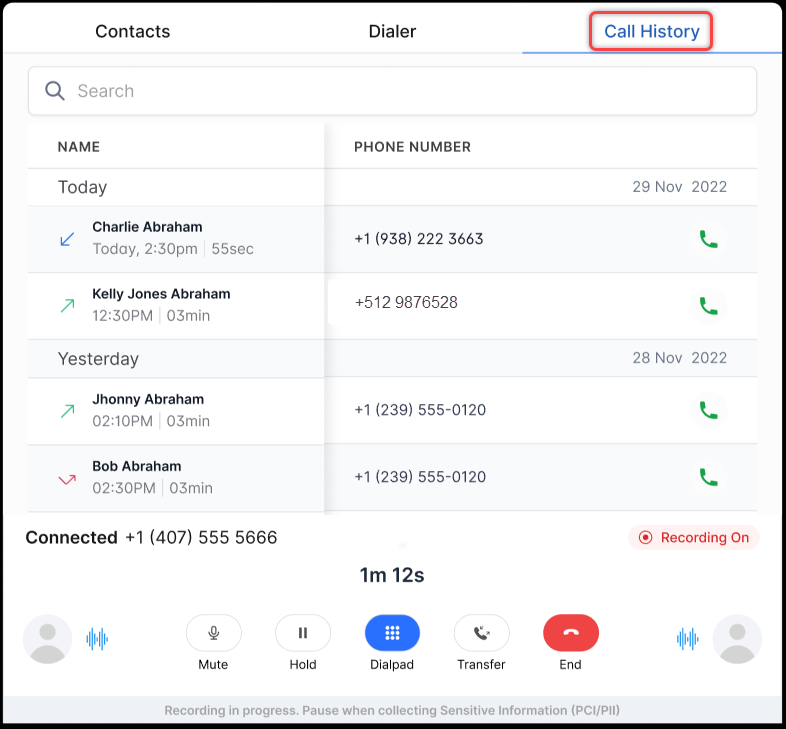 Contacts Dialer Call History
Search
NAME PHONE NUMBER
Today 29 Nov 2022
Charlie Abraham
Today, 2:30pm 55sec
+1 (938) 222 3663
Kelly Jones Abraham
12:30PM 03min
+512 9876528
Yesterday 28 Nov 2022
Jhonny Abraham
02:10PM 03min
+1 (239) 555-0120
Bob Abraham
02:30PM 03min
+1 (239) 555-0120
Connected +1 (407) 555 5666 Recording On
1m 12s
Mute Hold Dialpad Transfer End
Recording in progress. Pause when collecting Sensitive Information (PCI/PII)